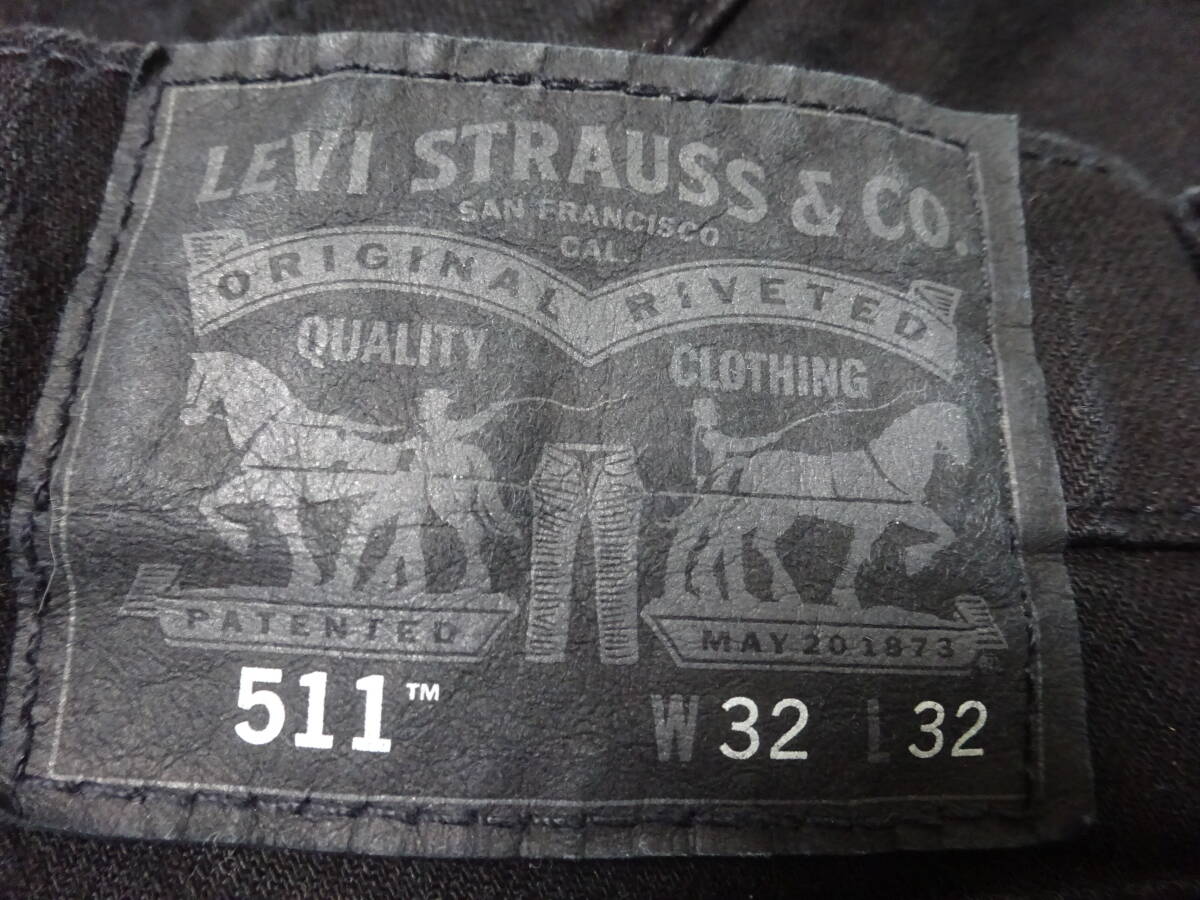 LEVI STRAUSS & CO.
SAN FRANCISCO
CAL.
ORIGINAL RIVETED
QUALITY CLOTHING
PATENTED MAY 20 1873
511™ W 32 L 32